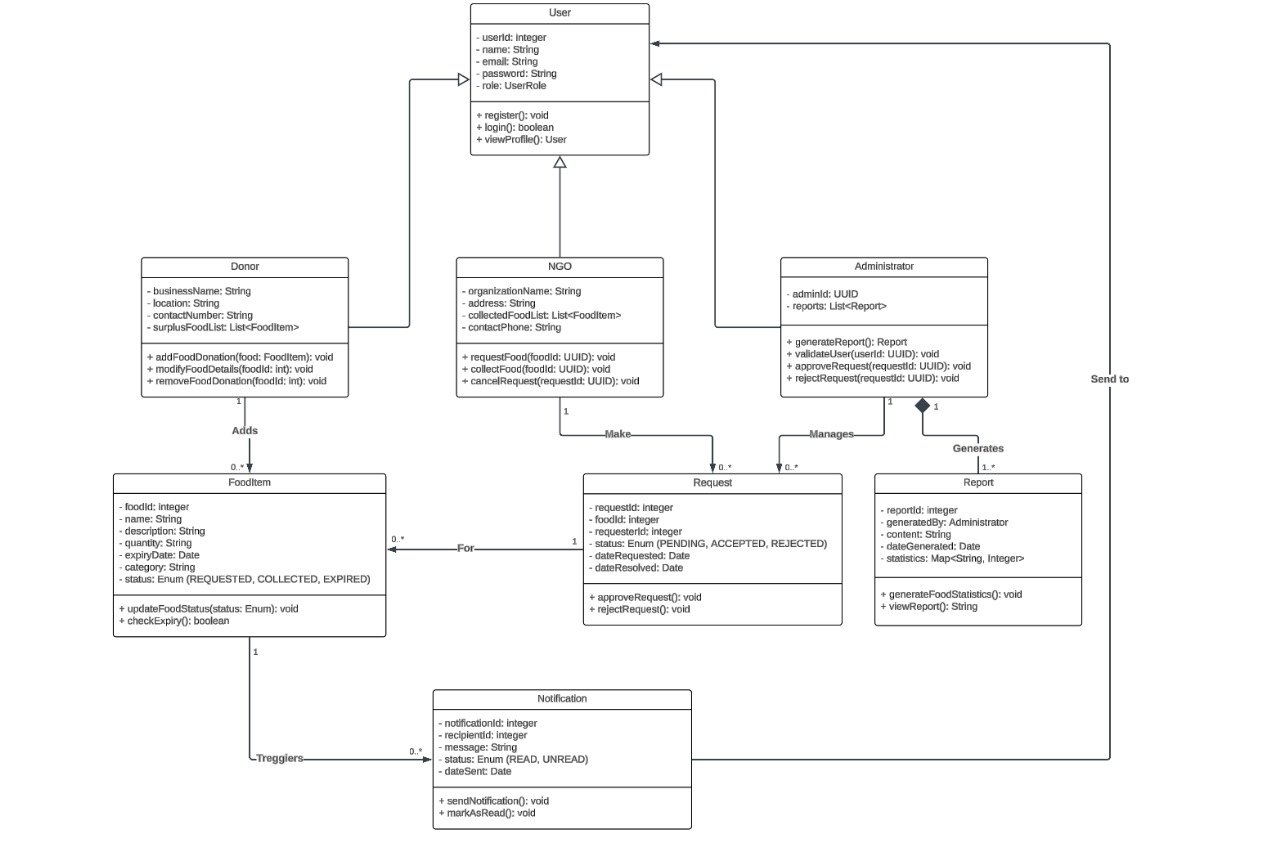 User
- userId: integer
- name: String
- email: String
- password: String
- role: UserRole
+ register(): void
+ login(): boolean
+ viewProfile(): User
Donor
- businessName: String
- location: String
- contactNumber: String
- surplusFoodList: List<FoodItem>
+ addFoodDonation(food: FoodItem): void
+ modifyFoodDetails(foodId: int): void
+ removeFoodDonation(foodId: int): void
NGO
- organizationName: String
- address: String
- collectedFoodList: List<FoodItem>
- contactPhone: String
+ requestFood(foodId: UUID): void
+ collectFood(foodId: UUID): void
+ cancelRequest(requestId: UUID): void
Administrator
- adminId: UUID
- reports: List<Report>
+ generateReport(): Report
+ validateUser(userId: UUID): void
+ approveRequest(requestId: UUID): void
+ rejectRequest(requestId: UUID): void
Send to
1
Adds
0..*
1
Make
0..*
1
Manages
0..*
1
Generates
1..*
FoodItem
- foodId: integer
- name: String
- description: String
- quantity: String
- expiryDate: Date
- category: String
- status: Enum (REQUESTED, COLLECTED, EXPIRED)
+ updateFoodStatus(status: Enum): void
+ checkExpiry(): boolean
0..*
For
1
Request
- requestId: integer
- foodId: integer
- requesterId: integer
- status: Enum (PENDING, ACCEPTED, REJECTED)
- dateRequested: Date
- dateResolved: Date
+ approveRequest(): void
+ rejectRequest(): void
Report
- reportId: integer
- generatedBy: Administrator
- content: String
- dateGenerated: Date
- statistics: Map<String, Integer>
+ generateFoodStatistics(): void
+ viewReport(): String
1
Treggiers
0..*
Notification
- notificationId: integer
- recipientId: integer
- message: String
- status: Enum (READ, UNREAD)
- dateSent: Date
+ sendNotification(): void
+ markAsRead(): void